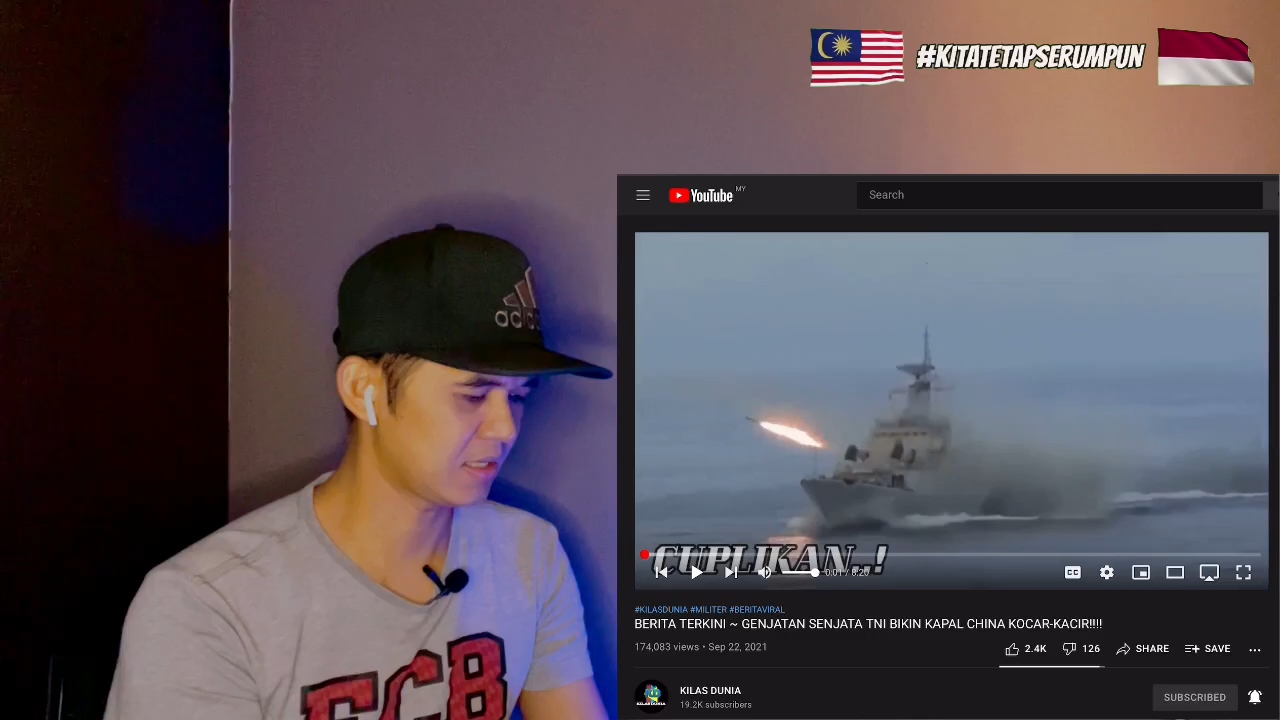 #KITATETAPSERUMPUN
YouTube MY
Search
adidas
CUPLIKAN..!
0:01 / 8:20
CC
#KILASDUNIA #MILITER #BERITAVIRAL
BERITA TERKINI ~ GENJATAN SENJATA TNI BIKIN KAPAL CHINA KOCAR-KACIR!!!!
174,083 views • Sep 22, 2021
2.4K
126
SHARE
SAVE
KILAS DUNIA
19.2K subscribers
SUBSCRIBED
FCB